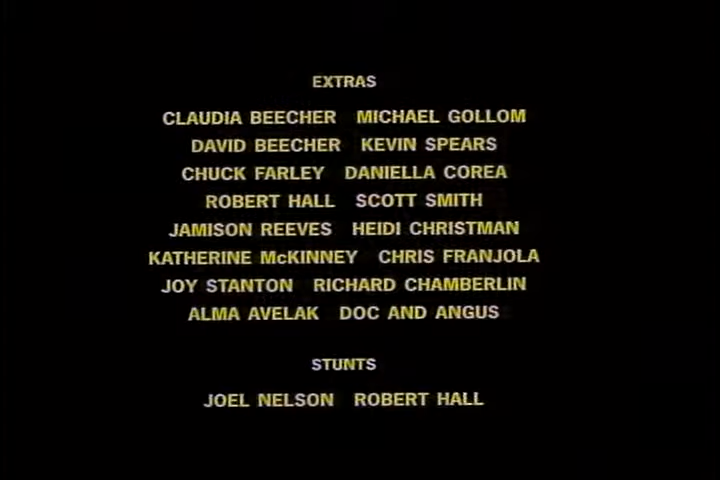 EXTRAS
CLAUDIA BEECHER MICHAEL GOLLOM
DAVID BEECHER KEVIN SPEARS
CHUCK FARLEY DANIELLA COREA
ROBERT HALL SCOTT SMITH
JAMISON REEVES HEIDI CHRISTMAN
KATHERINE McKINNEY CHRIS FRANJOLA
JOY STANTON RICHARD CHAMBERLIN
ALMA AVELAK DOC AND ANGUS
STUNTS
JOEL NELSON ROBERT HALL